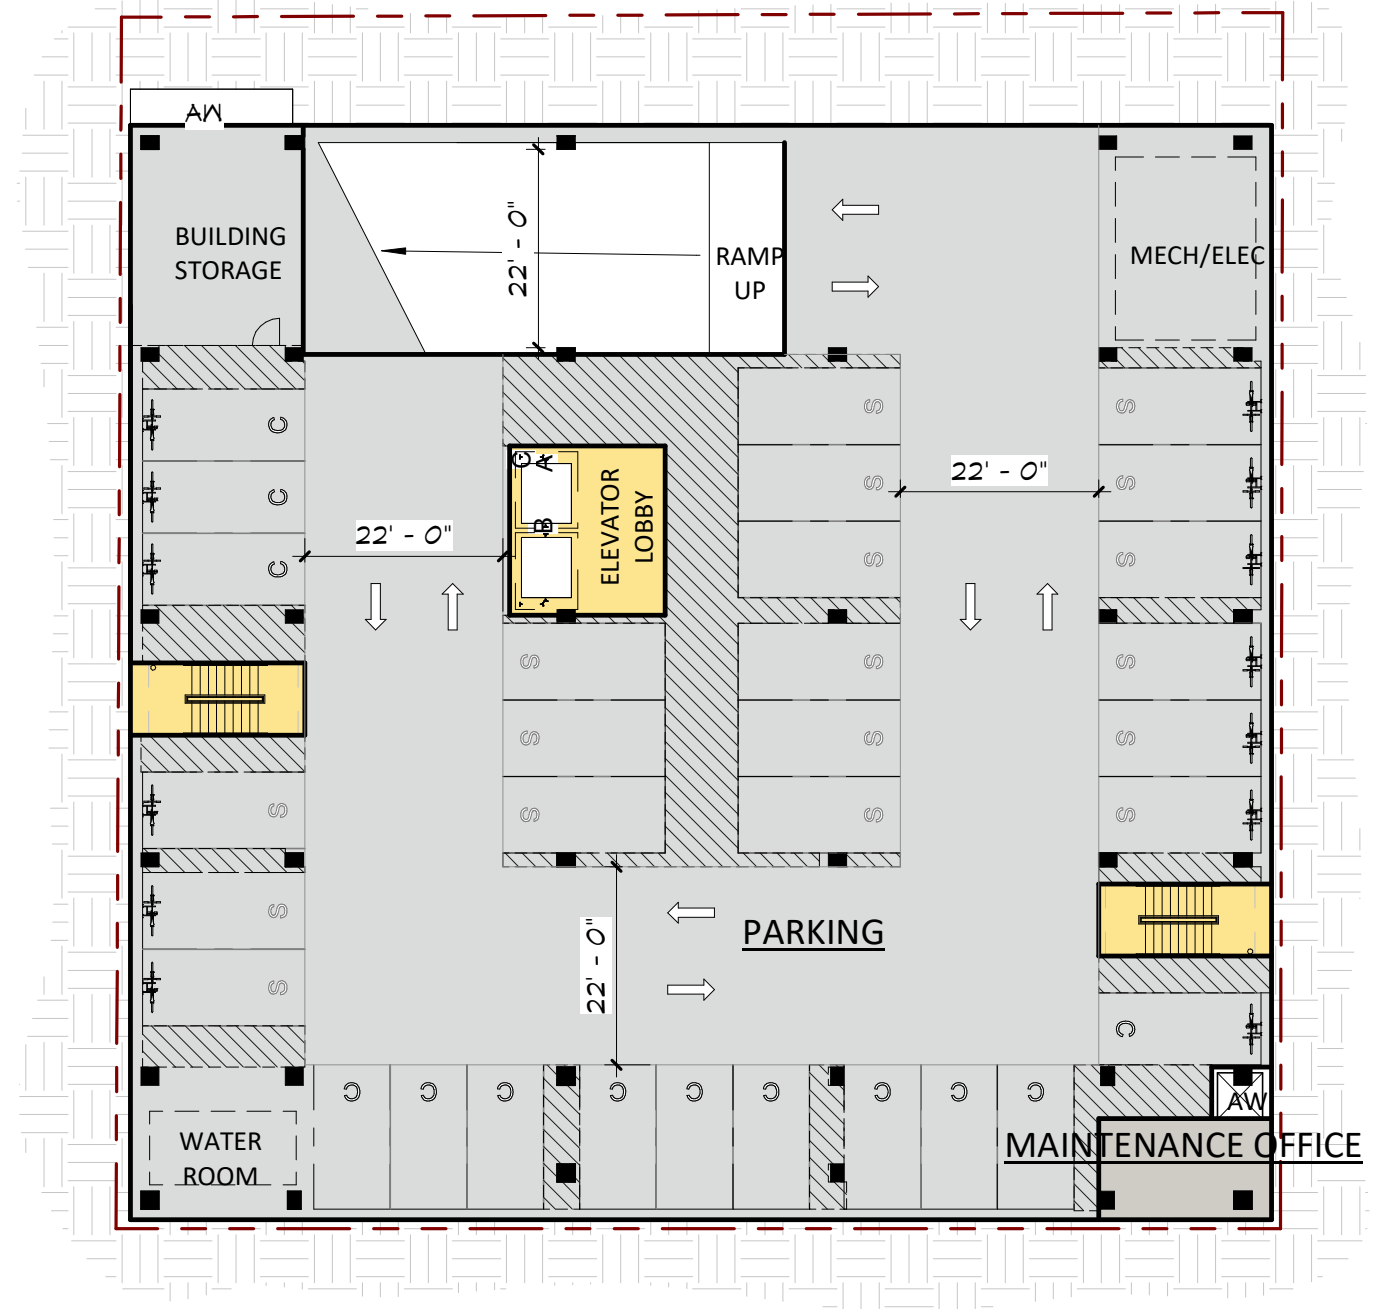 AW
BUILDING
STORAGE
22' - 0"
RAMP
UP
MECH/ELEC
C
S
S
C
S
S
C
S
S
C
A
B
ELEVATOR
LOBBY
22' - 0"
22' - 0"
S
S
S
S
S
S
S
S
S
S
S
S
22' - 0"
PARKING
C
C
C
C
C
C
C
C
C
C
AW
WATER
ROOM
MAINTENANCE OFFICE